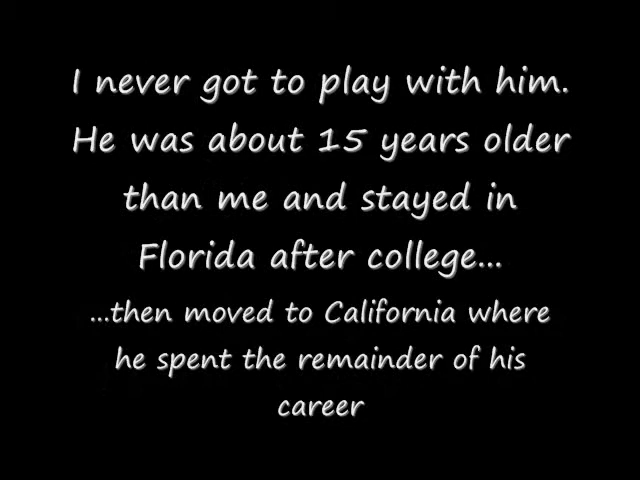 I never got to play with him.
He was about 15 years older
than me and stayed in
Florida after college...
...then moved to California where
he spent the remainder of his
career